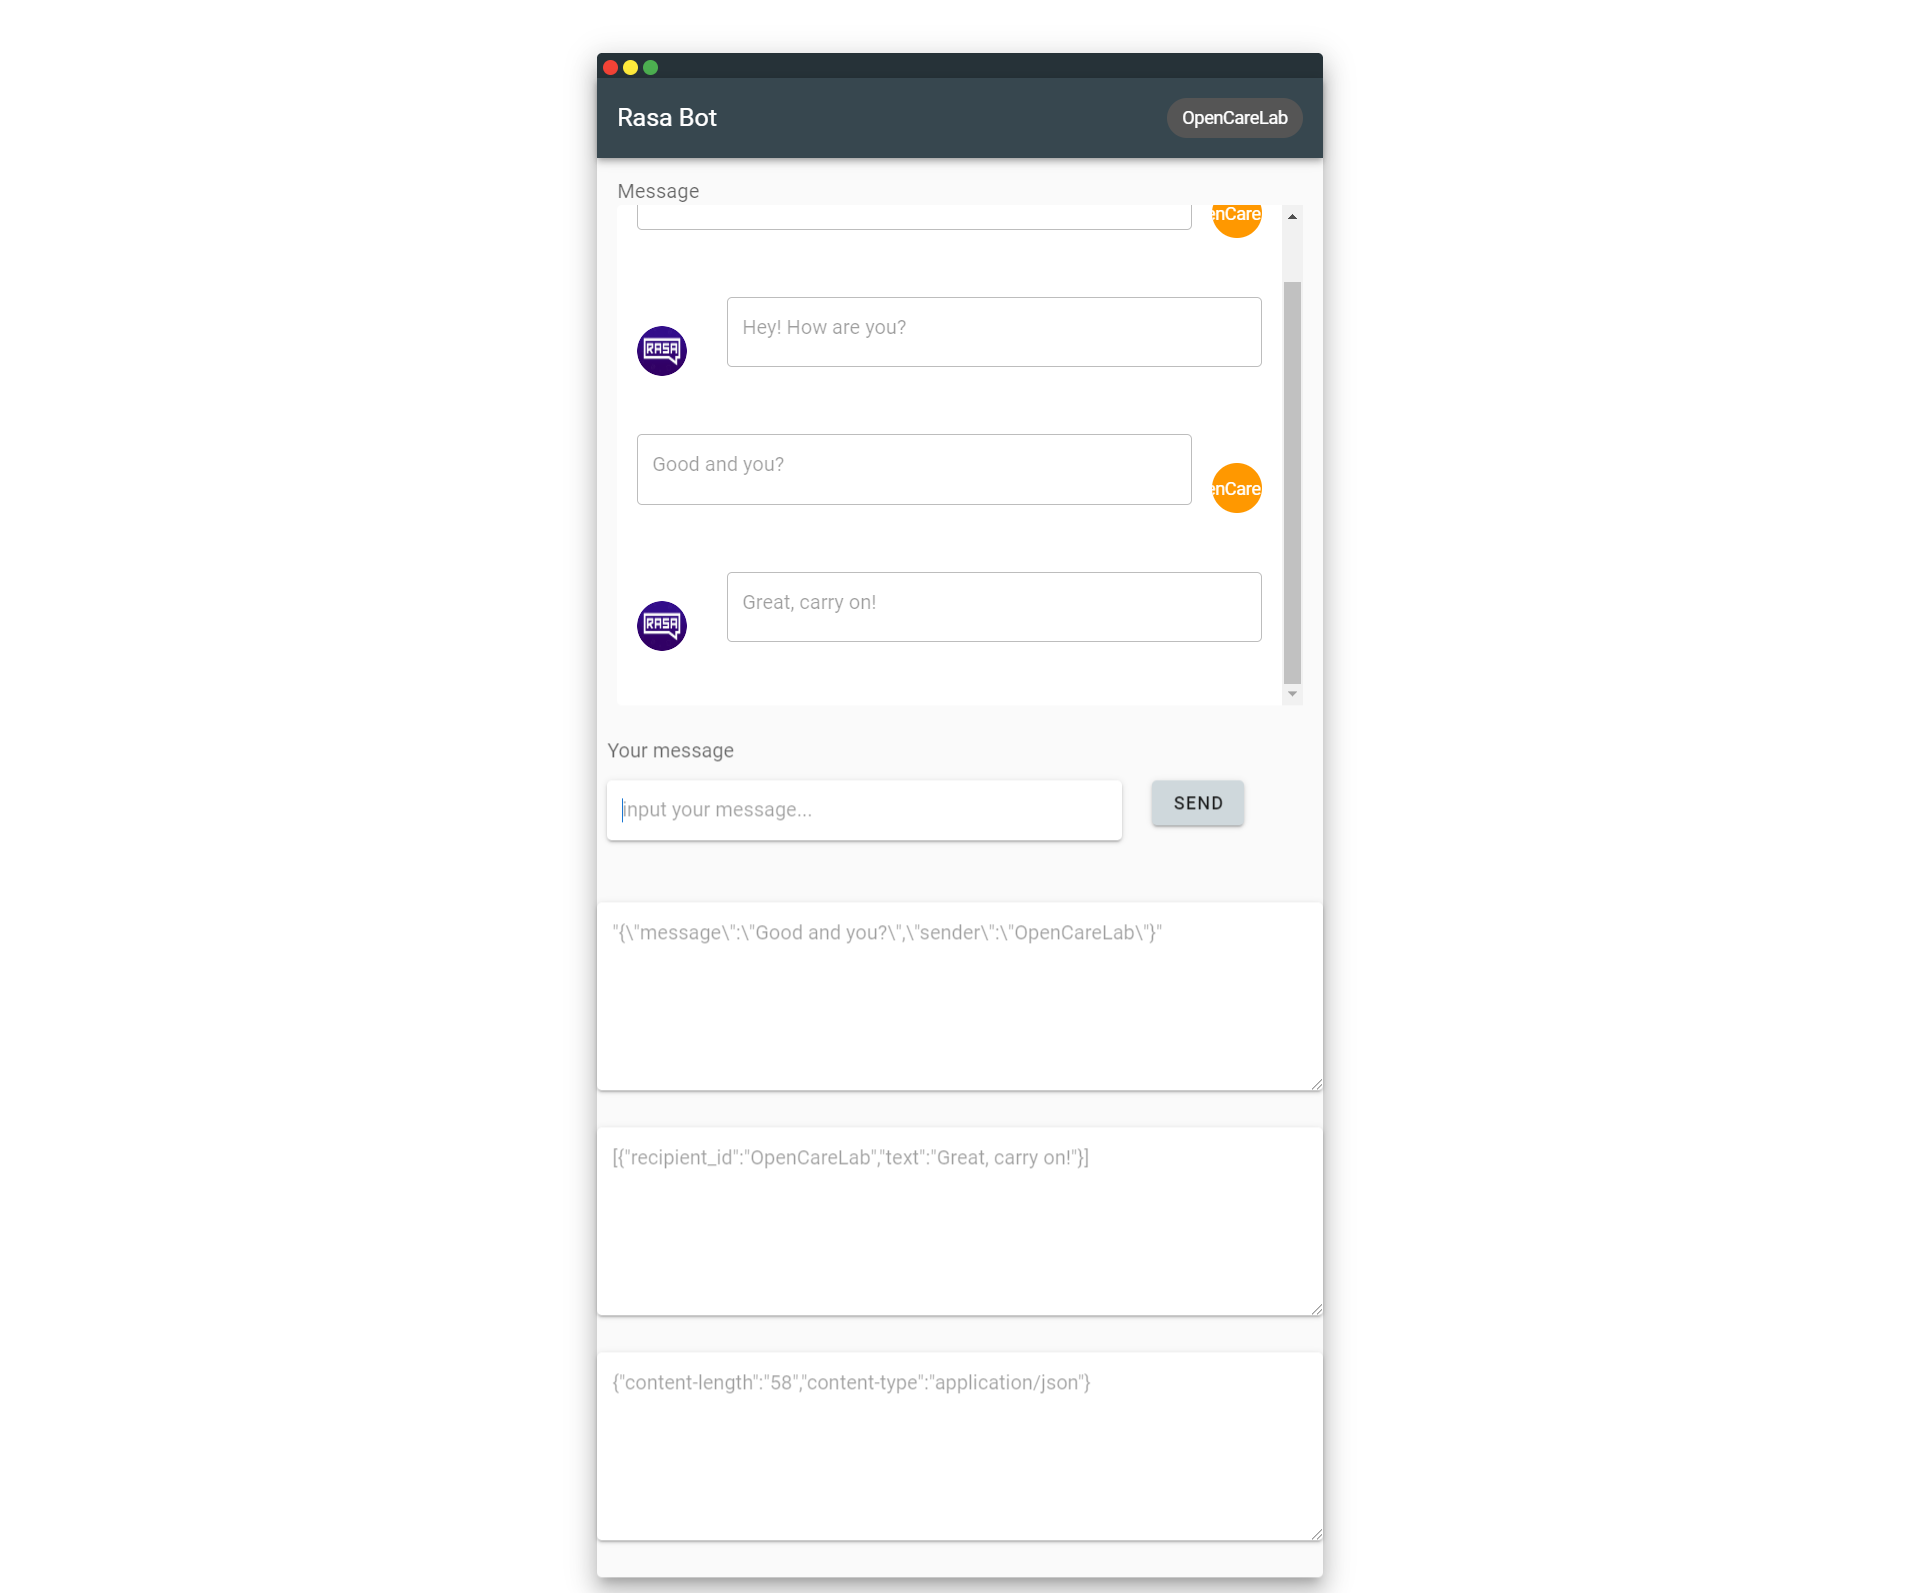 Rasa Bot
OpenCareLab
Message
enCare
Hey! How are you?
RASA
Good and you?
enCare
Great, carry on!
RASA
Your message
input your message...
SEND
"{\"message\":\"Good and you?\",\"sender\":\"OpenCareLab\"}"
[{"recipient_id":"OpenCareLab","text":"Great, carry on!"}]
{"content-length":"58","content-type":"application/json"}